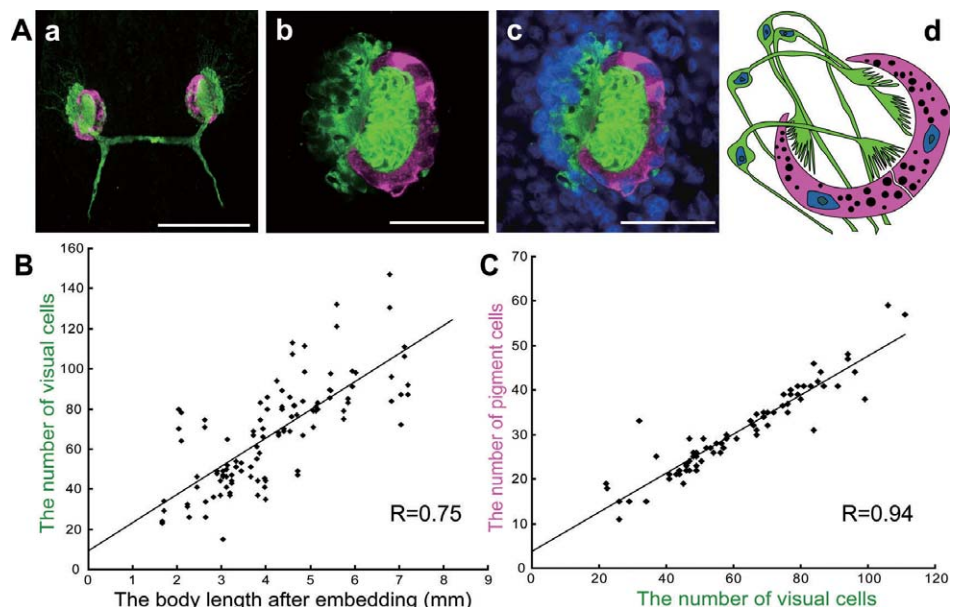 A a b c d
B
The number of visual cells
160
140
120
100
80
60
40
20
0
R=0.75
0 1 2 3 4 5 6 7 8 9
The body length after embedding (mm)
C
The number of pigment cells
70
60
50
40
30
20
10
0
R=0.94
0 20 40 60 80 100 120
The number of visual cells